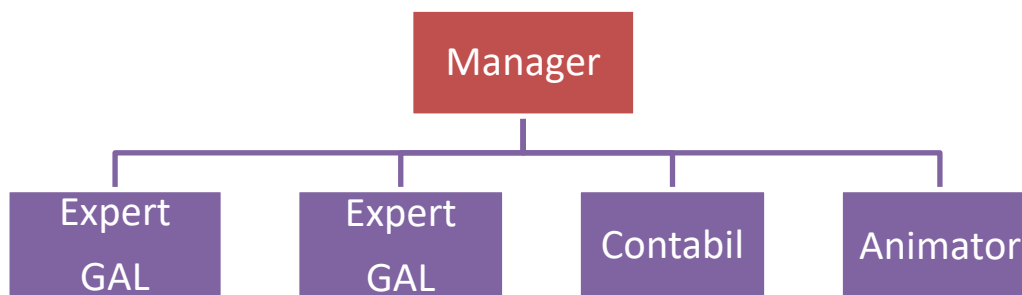 Manager
Expert
GAL
Expert
GAL
Contabil
Animator